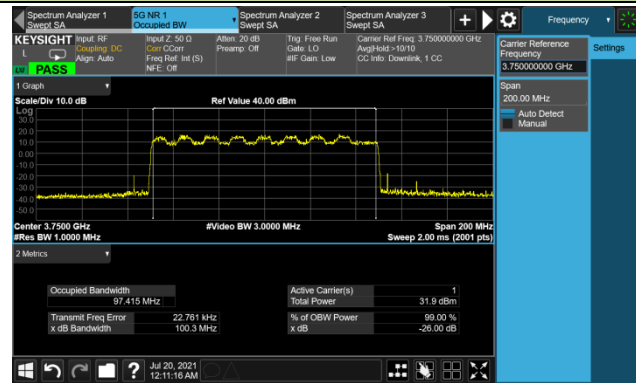 Spectrum Analyzer 1
Swept SA
5G NR 1
Occupied BW
Spectrum Analyzer 2
Swept SA
Spectrum Analyzer 3
Swept SA
Frequency
KEYSIGHT
L
PASS
Input: RF
Coupling: DC
Align: Auto
Input Z: 50 Ω
Corr CCorr
Freq Ref: Int (S)
NFE: Off
Atten: 20 dB
Preamp: Off
Trig: Free Run
Gate: LO
#IF Gain: Low
Carrier Ref Freq: 3.750000000 GHz
Avg|Hold:>10/10
CC Info: Downlink, 1 CC
Carrier Reference
Frequency
3.750000000 GHz
Settings
Span
200.00 MHz
Auto Detect
Manual
1 Graph
Scale/Div 10.0 dB
Ref Value 40.00 dBm
Log
30.0
20.0
10.0
0.00
-10.0
-20.0
-30.0
-40.0
-50.0
Center 3.7500 GHz
#Video BW 3.0000 MHz
Span 200 MHz
#Res BW 1.0000 MHz
Sweep 2.00 ms (2001 pts)
2 Metrics
Occupied Bandwidth
97.415 MHz
Active Carrier(s) 1
Total Power 31.9 dBm
Transmit Freq Error 22.761 kHz
% of OBW Power 99.00 %
x dB Bandwidth 100.3 MHz
x dB -26.00 dB
Jul 20, 2021
12:11:16 AM